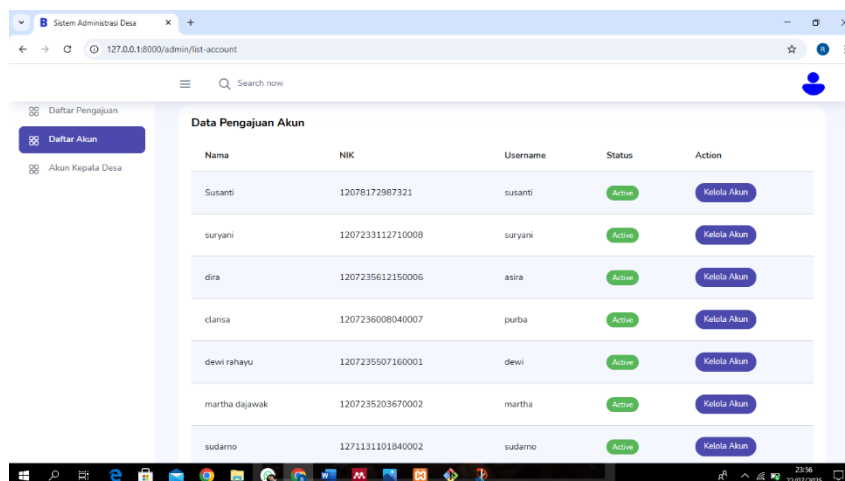 B Sistem Administrasi Desa
127.0.0.1:8000/admin/list-account
R
Search now
Daftar Pengajuan
Daftar Akun
Akun Kepala Desa
Data Pengajuan Akun
Nama NIK Username Status Action
Susanti 12078172987321 susanti Active Kelola Akun
suryani 1207233112710008 suryani Active Kelola Akun
dira 1207235612150006 asira Active Kelola Akun
clarisa 1207236008040007 purba Active Kelola Akun
dewi rahayu 1207235507160001 dewi Active Kelola Akun
martha dajawak 1207235203670002 martha Active Kelola Akun
sudarno 1271131101840002 sudarno Active Kelola Akun
23:56
22/07/2025